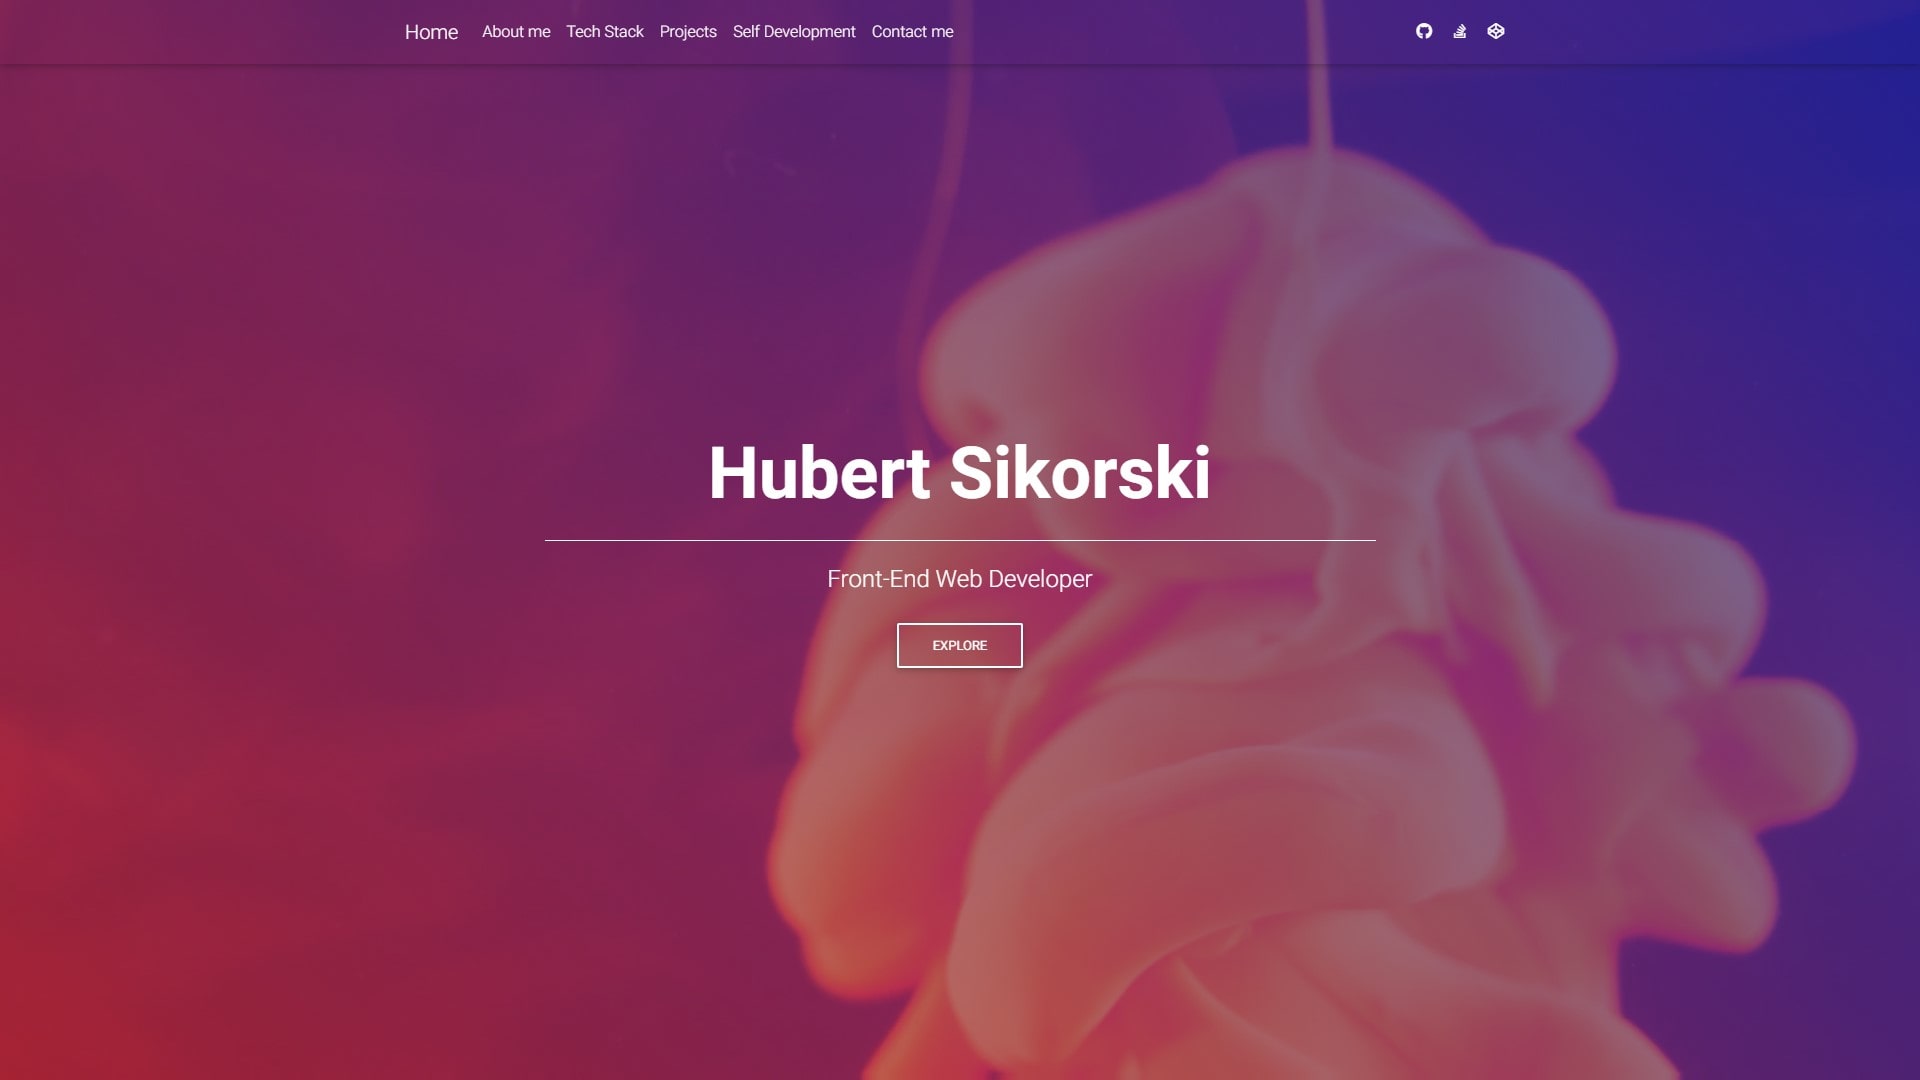 Home About me Tech Stack Projects Self Development Contact me
Hubert Sikorski
Front-End Web Developer
EXPLORE